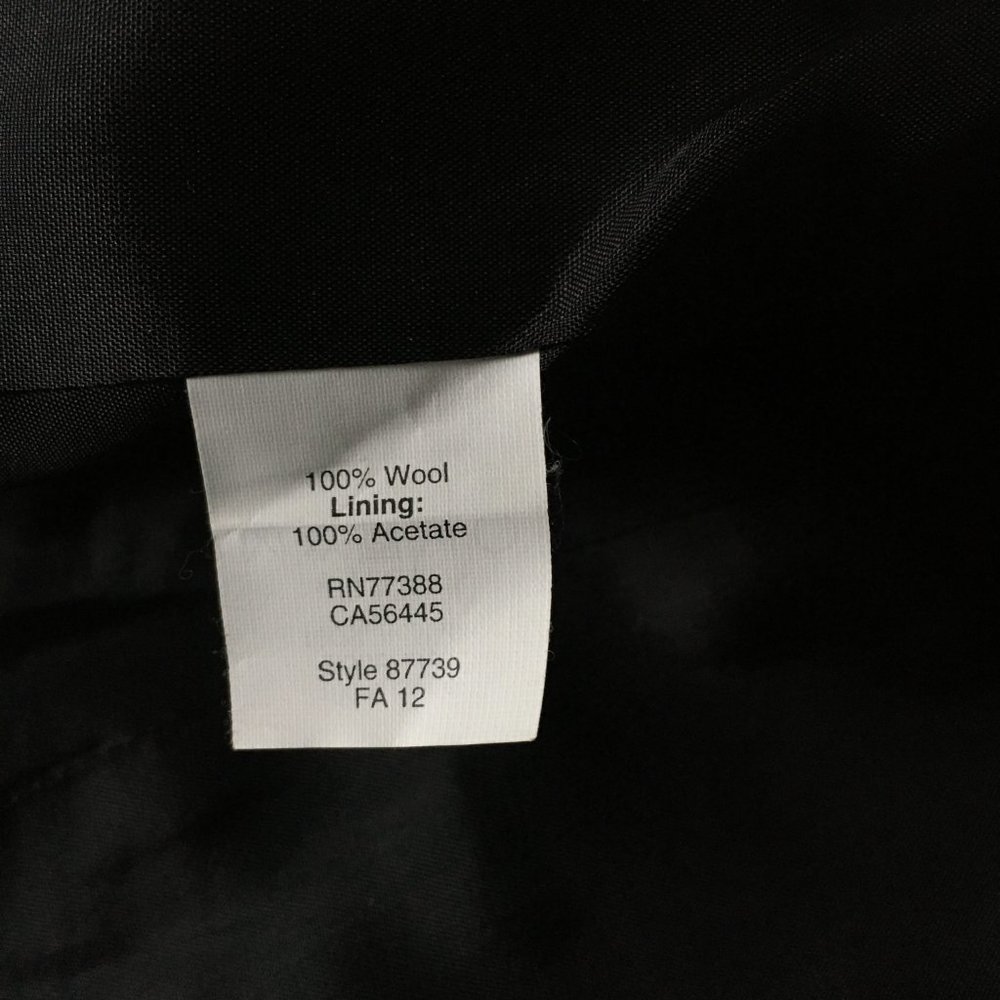 100% Wool
Lining:
100% Acetate
RN77388
CA56445
Style 87739
FA 12